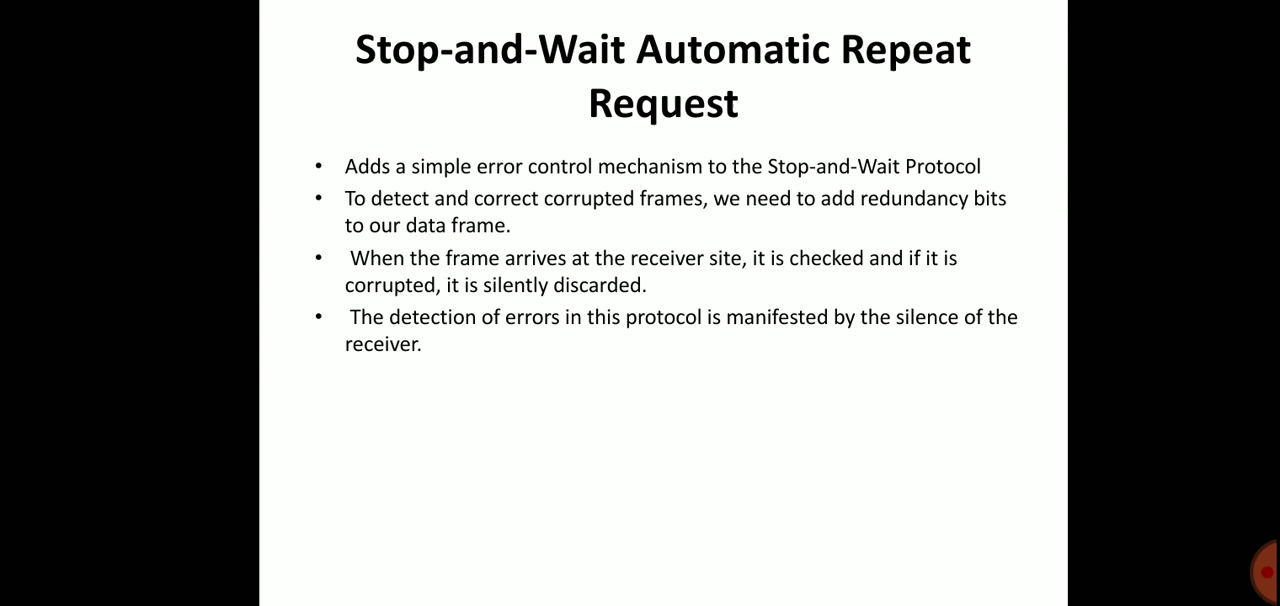 Stop-and-Wait Automatic Repeat
Request
• Adds a simple error control mechanism to the Stop-and-Wait Protocol
• To detect and correct corrupted frames, we need to add redundancy bits
to our data frame.
• When the frame arrives at the receiver site, it is checked and if it is
corrupted, it is silently discarded.
• The detection of errors in this protocol is manifested by the silence of the
receiver.